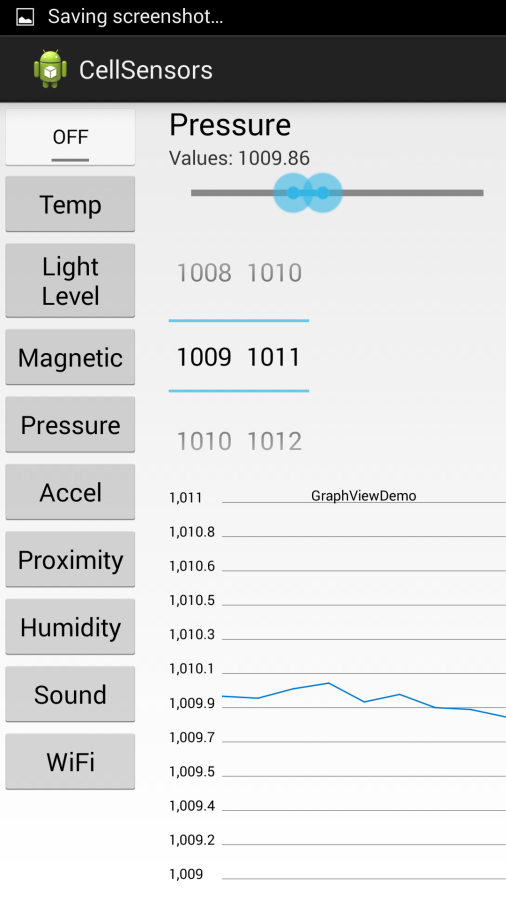 Saving screenshot…
CellSensors
OFF
Temp
Light
Level
Magnetic
Pressure
Accel
Proximity
Humidity
Sound
WiFi
Pressure
Values: 1009.86
1008 1010
1009 1011
1010 1012
GraphViewDemo
1,011
1,010.8
1,010.6
1,010.5
1,010.3
1,010.1
1,009.9
1,009.7
1,009.5
1,009.4
1,009.2
1,009